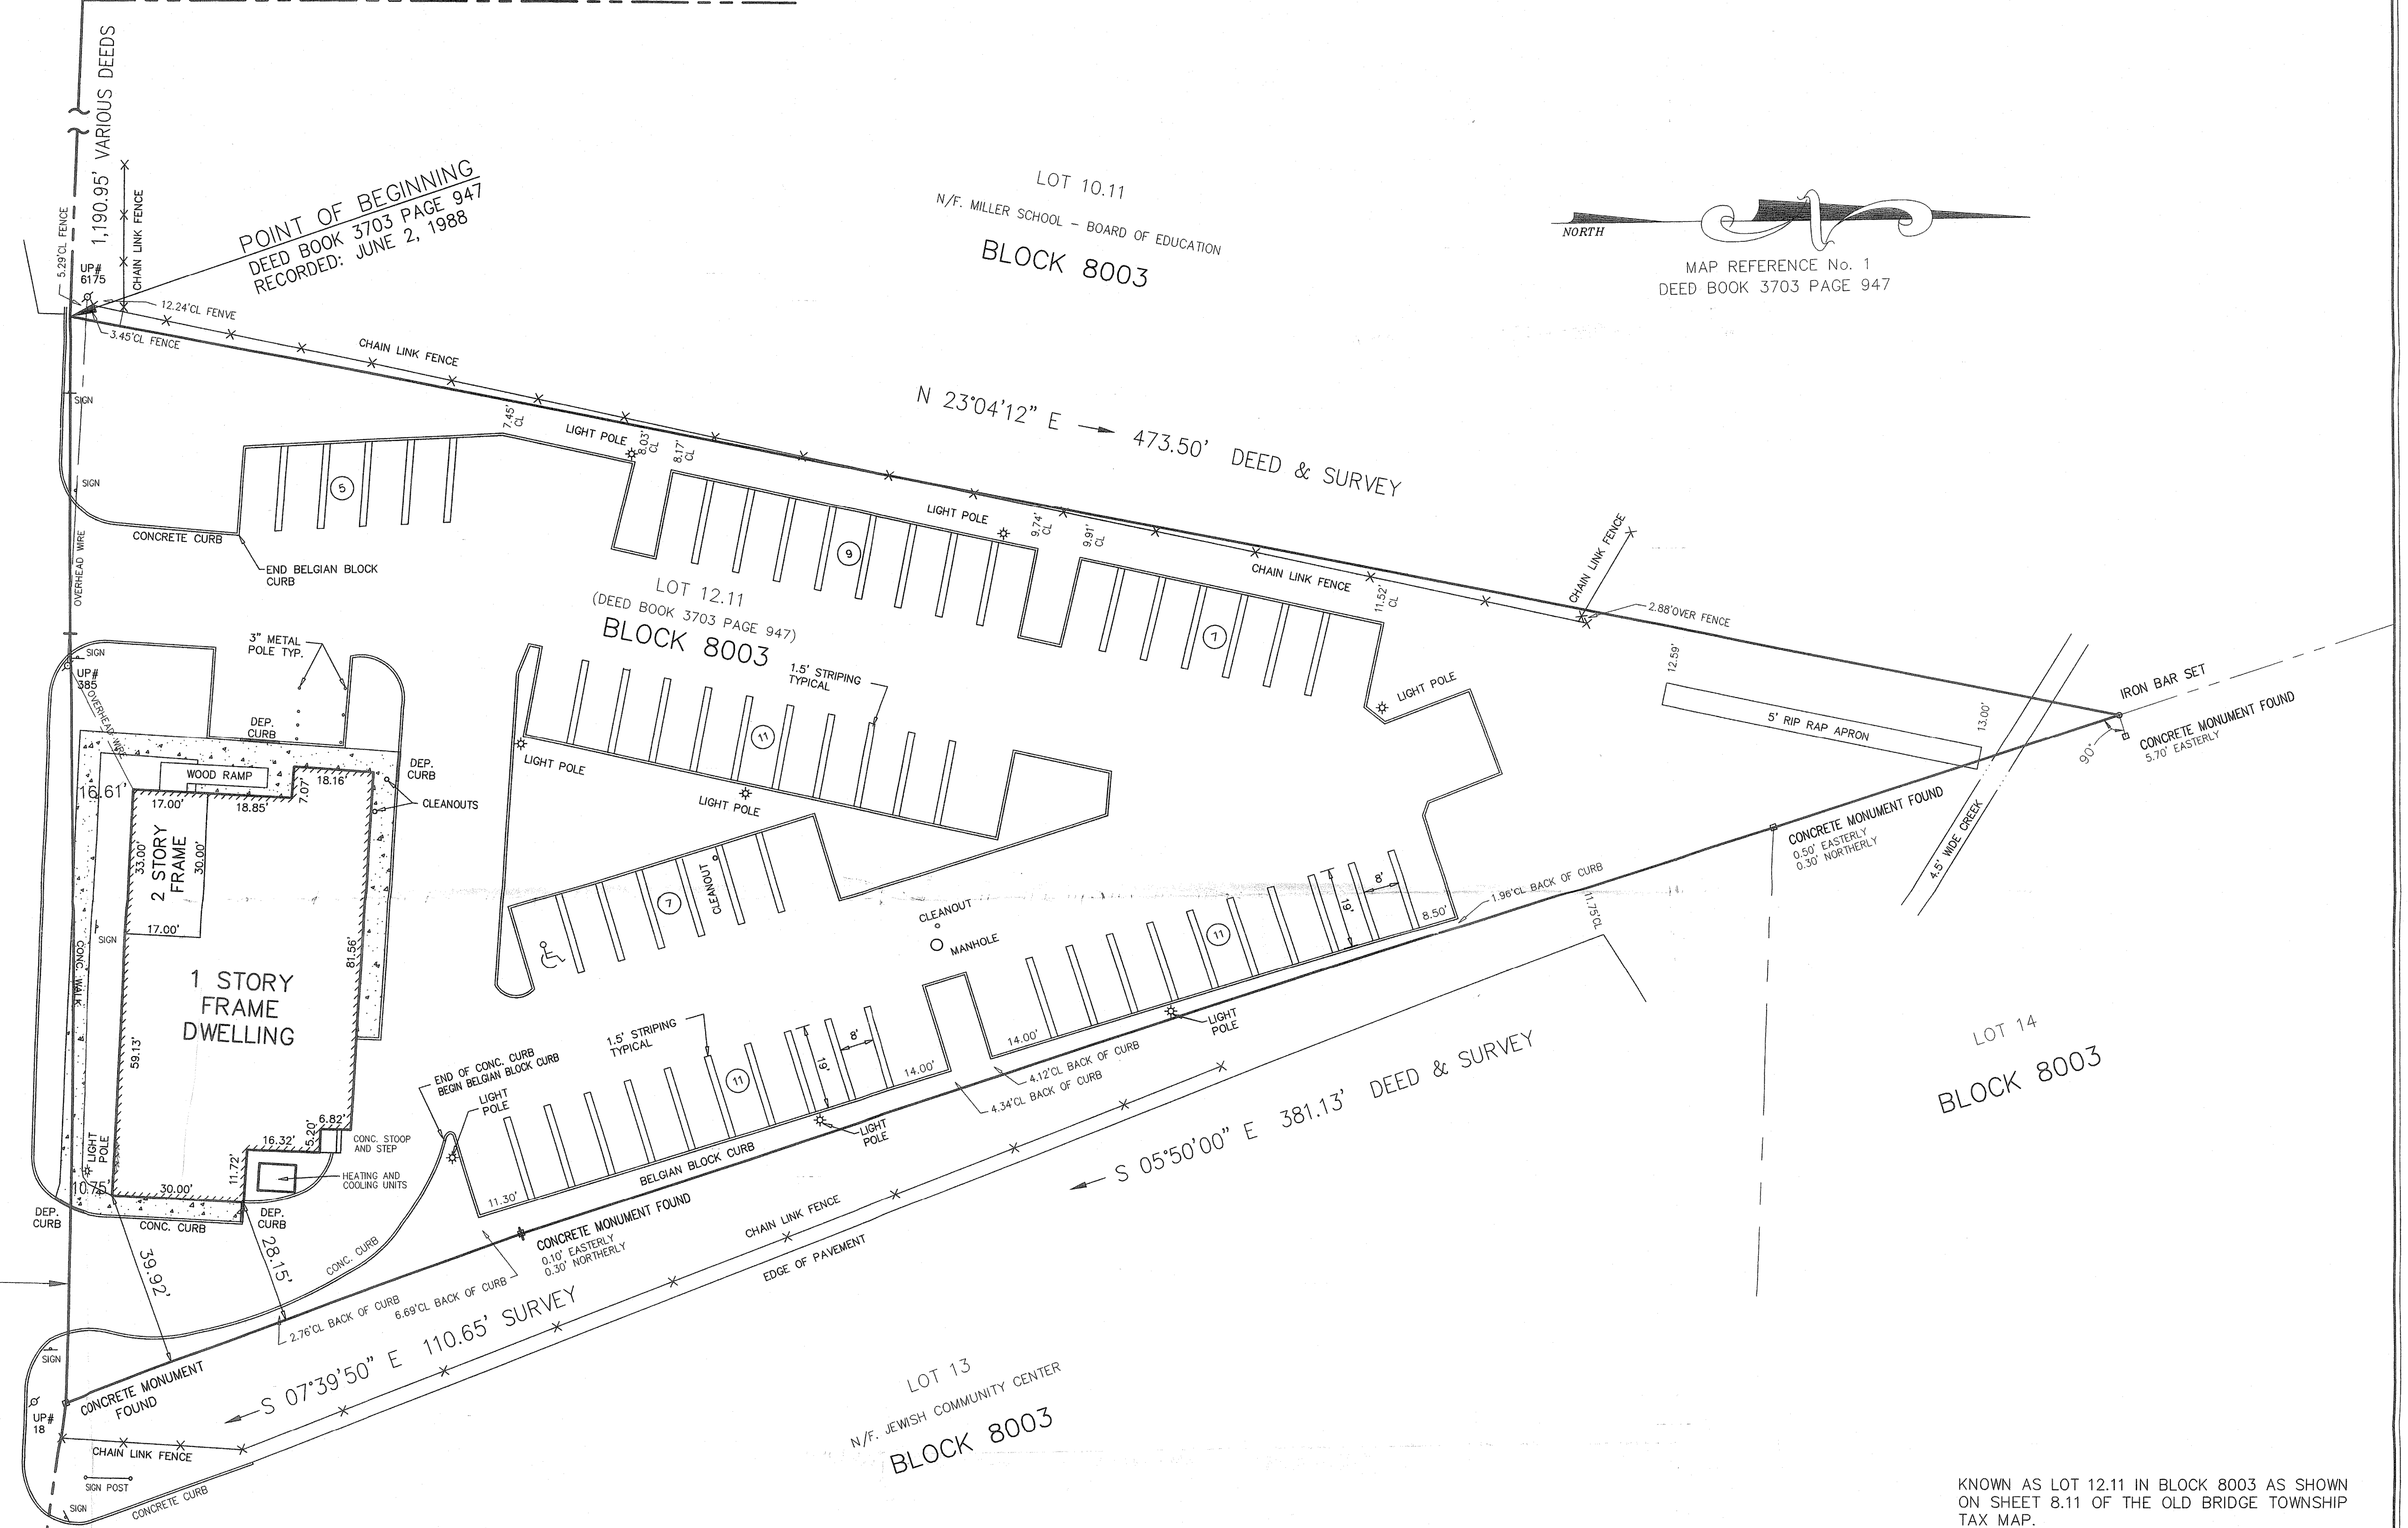 1,190.95' VARIOUS DEEDS
5.29'CL FENCE
CHAIN LINK FENCE
UP#
6175
POINT OF BEGINNING
DEED BOOK 3703 PAGE 947
RECORDED: JUNE 2, 1988
12.24'CL FENVE
3.45'CL FENCE
CHAIN LINK FENCE
LOT 10.11
N/F. MILLER SCHOOL - BOARD OF EDUCATION
BLOCK 8003
NORTH
N
MAP REFERENCE No. 1
DEED BOOK 3703 PAGE 947
N 23°04'12" E 473.50' DEED & SURVEY
SIGN
SIGN
7.45'
CL
LIGHT POLE
8.03'
CL
8.17'
CL
5
CONCRETE CURB
END BELGIAN BLOCK
CURB
OVERHEAD WIRE
LIGHT POLE
9.74'
CL
9.91'
CL
9
CHAIN LINK FENCE
11.52'
CL
CHAIN LINK FENCE
2.88'OVER FENCE
7
LOT 12.11
(DEED BOOK 3703 PAGE 947)
BLOCK 8003
1.5' STRIPING
TYPICAL
11
LIGHT POLE
LIGHT POLE
LIGHT POLE
12.59'
5' RIP RAP APRON
13.00'
IRON BAR SET
CONCRETE MONUMENT FOUND
5.70' EASTERLY
90°
4.5' WIDE CREEK
CONCRETE MONUMENT FOUND
0.50' EASTERLY
0.30' NORTHERLY
SIGN
UP#
385
OVERHEAD WIRE
3" METAL
POLE TYP.
DEP.
CURB
DEP.
CURB
CLEANOUTS
WOOD RAMP
16.61'
17.00'
18.85'
7.07'
18.16'
33.00'
2 STORY
FRAME
30.00'
17.00'
SIGN
CONC. WALK
81.56'
1 STORY
FRAME
DWELLING
59.13'
LIGHT
POLE
10.75'
30.00'
11.72'
16.32'
5.20'
6.82'
CONC. STOOP
AND STEP
HEATING AND
COOLING UNITS
DEP.
CURB
CONC. CURB
DEP.
CURB
39.92'
28.15'
CONC. CURB
7
CLEANOUT
CLEANOUT
MANHOLE
11
19'
8'
8.50'
1.96'CL BACK OF CURB
11.75'CL
14.00'
LIGHT
POLE
4.12'CL BACK OF CURB
4.34'CL BACK OF CURB
1.5' STRIPING
TYPICAL
END OF CONC. CURB
BEGIN BELGIAN BLOCK CURB
LIGHT
POLE
11
19'
8'
14.00'
LIGHT
POLE
11.30'
BELGIAN BLOCK CURB
CONCRETE MONUMENT FOUND
0.10' EASTERLY
0.30' NORTHERLY
2.76'CL BACK OF CURB
6.69'CL BACK OF CURB
CHAIN LINK FENCE
EDGE OF PAVEMENT
S 05°50'00" E 381.13' DEED & SURVEY
S 07°39'50" E 110.65' SURVEY
LOT 14
BLOCK 8003
LOT 13
N/F. JEWISH COMMUNITY CENTER
BLOCK 8003
SIGN
CONCRETE MONUMENT
FOUND
UP#
18
CHAIN LINK FENCE
SIGN POST
SIGN
CONCRETE CURB
KNOWN AS LOT 12.11 IN BLOCK 8003 AS SHOWN
ON SHEET 8.11 OF THE OLD BRIDGE TOWNSHIP
TAX MAP.